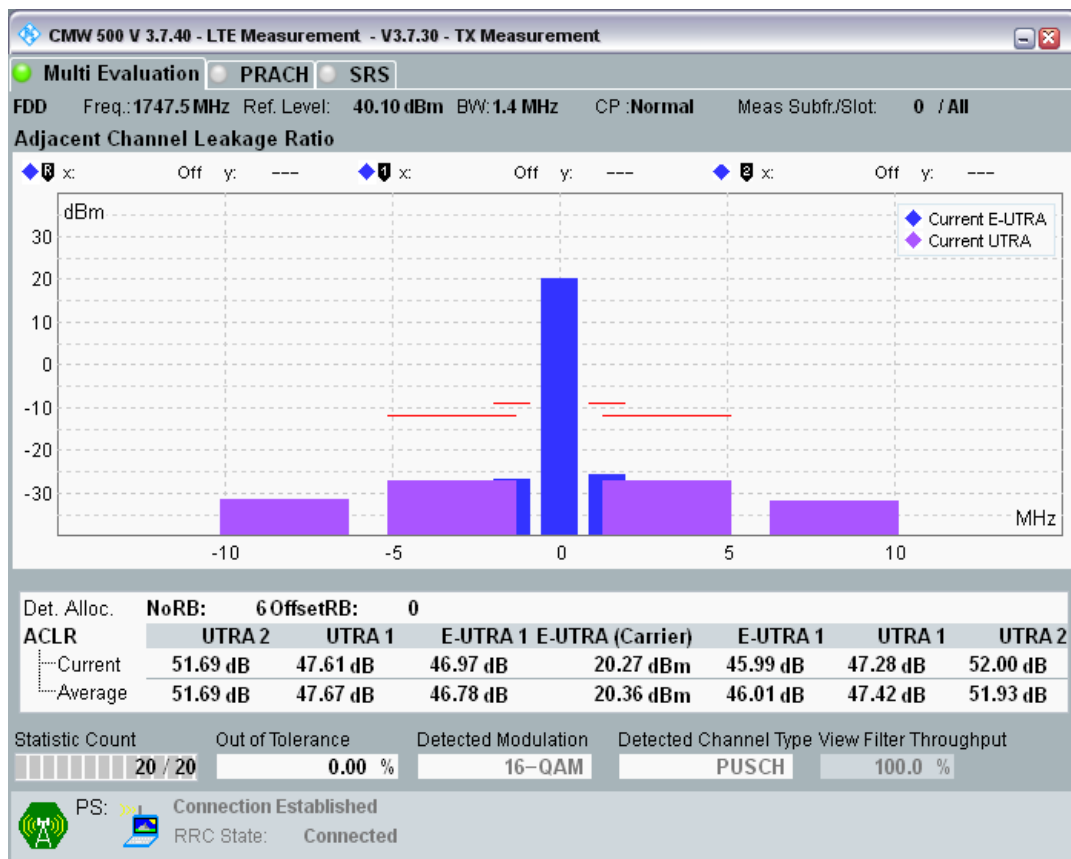 CMW 500 V 3.7.40 - LTE Measurement - V3.7.30 - TX Measurement
Multi Evaluation PRACH SRS
FDD Freq.:1747.5 MHz Ref. Level: 40.10 dBm BW:1.4 MHz CP :Normal Meas Subfr./Slot: 0 / All
Adjacent Channel Leakage Ratio
R x: Off y: --- 1 x: Off y: --- 2 x: Off y: ---
dBm
Current E-UTRA
Current UTRA
30
20
10
0
-10
-20
-30
MHz
-10 -5 0 5 10
Det. Alloc. NoRB: 6 OffsetRB: 0
ACLR UTRA 2 UTRA 1 E-UTRA 1 E-UTRA (Carrier) E-UTRA 1 UTRA 1 UTRA 2
Current 51.69 dB 47.61 dB 46.97 dB 20.27 dBm 45.99 dB 47.28 dB 52.00 dB
Average 51.69 dB 47.67 dB 46.78 dB 20.36 dBm 46.01 dB 47.42 dB 51.93 dB
Statistic Count Out of Tolerance Detected Modulation Detected Channel Type View Filter Throughput
20 / 20 0.00 % 16-QAM PUSCH 100.0 %
PS: Connection Established
RRC State: Connected